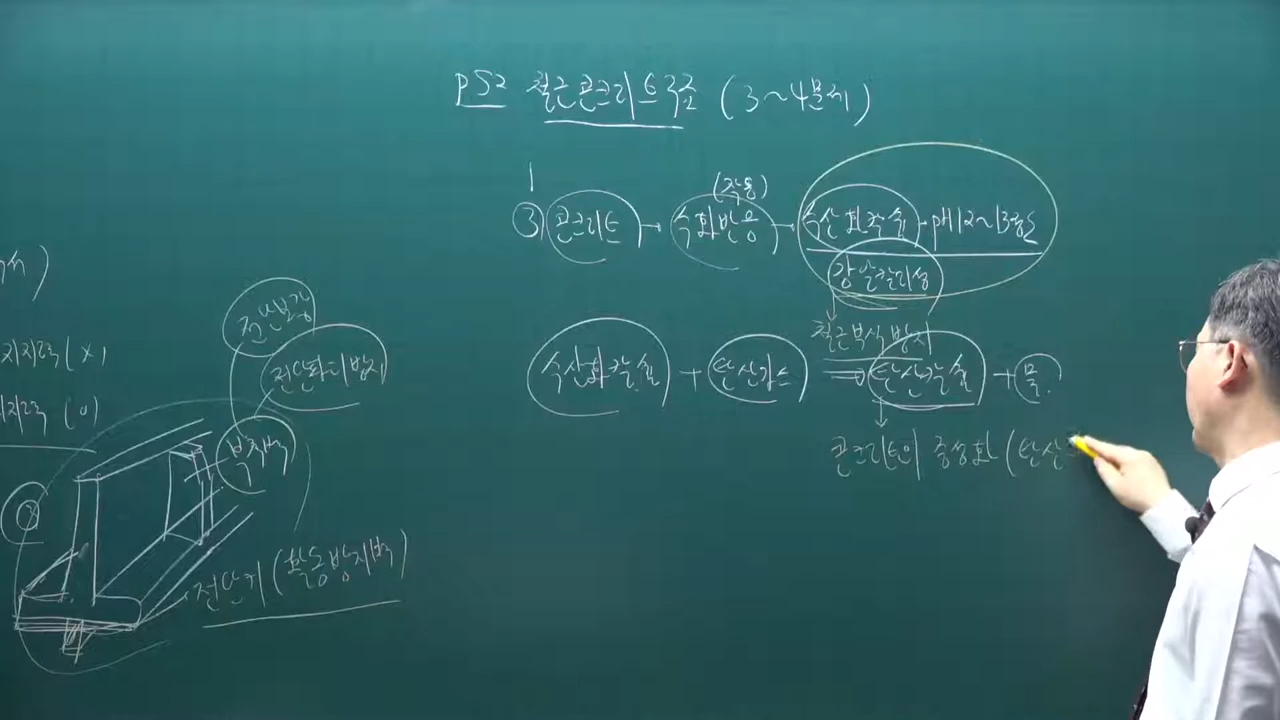 P52 철근콘크리트구조 (3~4문제)
1
(작용)
③ 콘크리트 → 수화반응 → 수산화칼슘 - pH12~13정도
강알칼리성
철근부식방지
수산화칼슘 + 탄산가스 ⇒ 탄산칼슘 + 물
콘크리트의 중성화 (탄산
지지력 (x)
지지력 (o)
전단보강
전단파괴방지
부축벽
②
전단키 (활동방지벽)